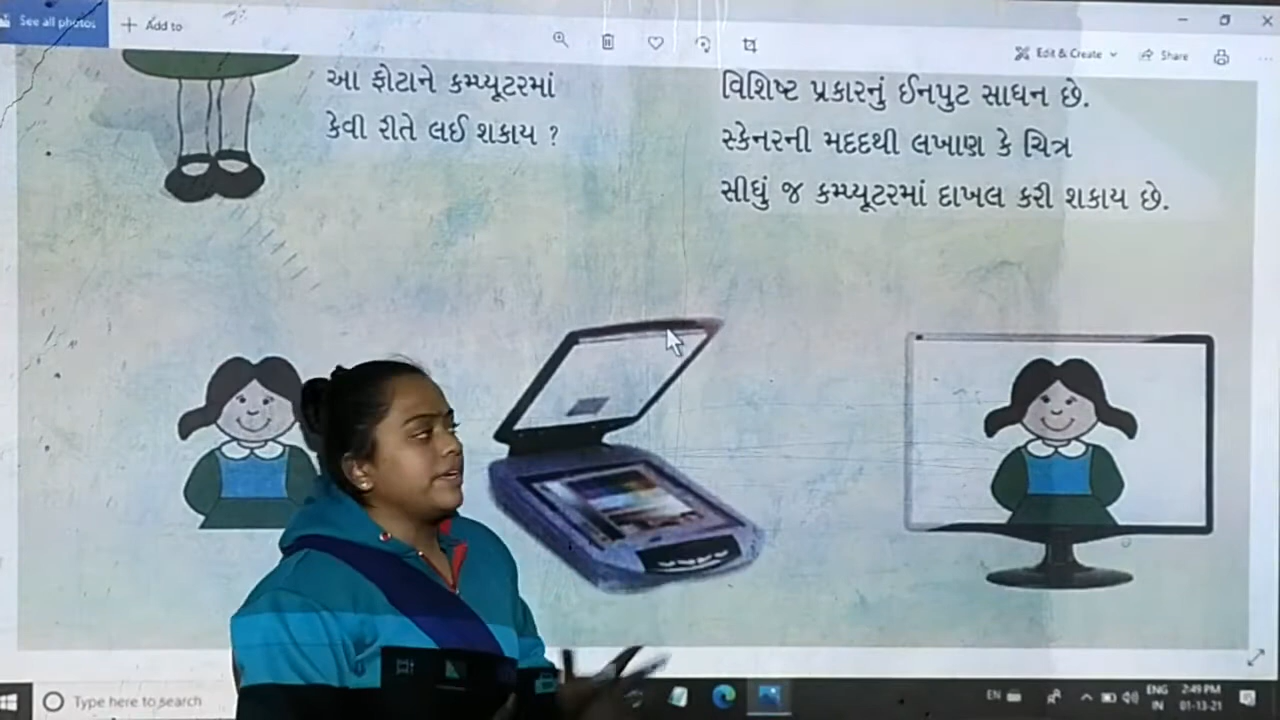 See all photos
Add to
Edit & Create
Share
આ ફોટાને કમ્પ્યૂટરમાં
કેવી રીતે લઈ શકાય ?
વિશિષ્ટ પ્રકારનું ઈનપુટ સાધન છે.
સ્કેનરની મદદથી લખાણ કે ચિત્ર
સીધું જ કમ્પ્યૂટરમાં દાખલ કરી શકાય છે.
Type here to search
EN
ENG
IN
2:49 PM
01-13-21